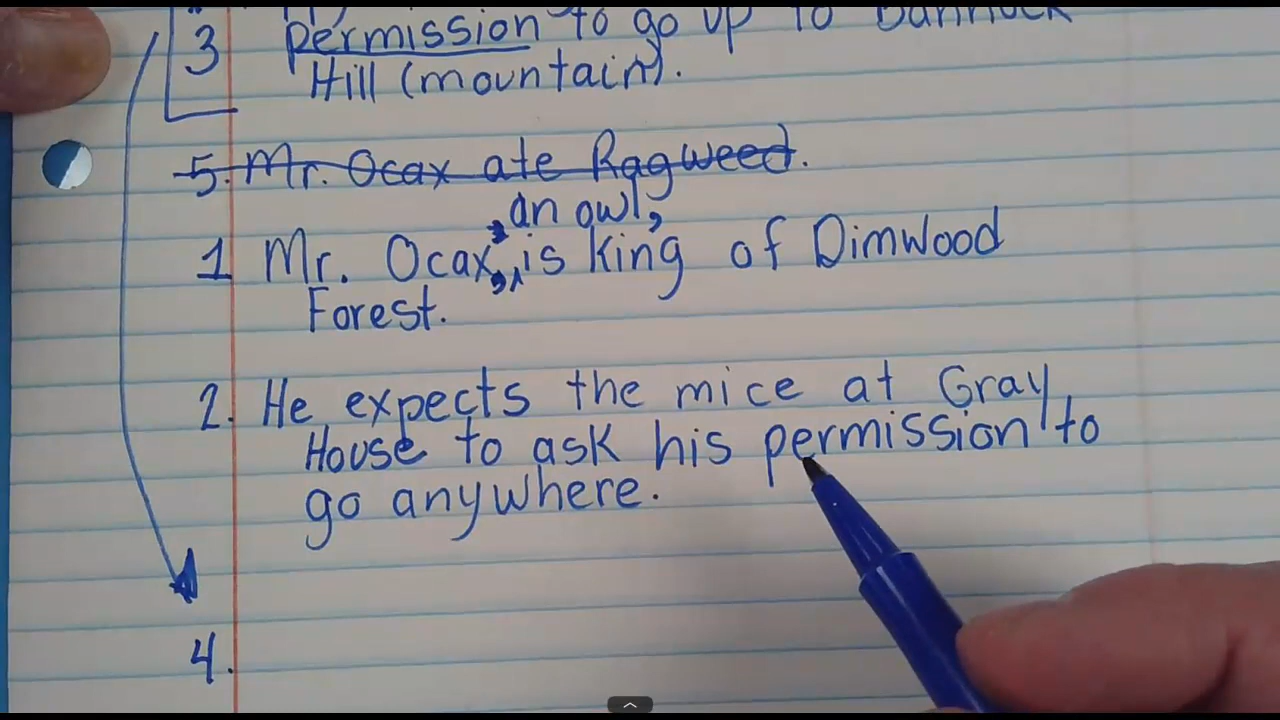 3 permission to go up to Bannock
Hill (mountain).
5. Mr. Ocax ate Ragweed.
, an owl,
1 Mr. Ocax, ^ is king of Dimwood
Forest.
2. He expects the mice at Gray
House to ask his permission to
go anywhere.
4.